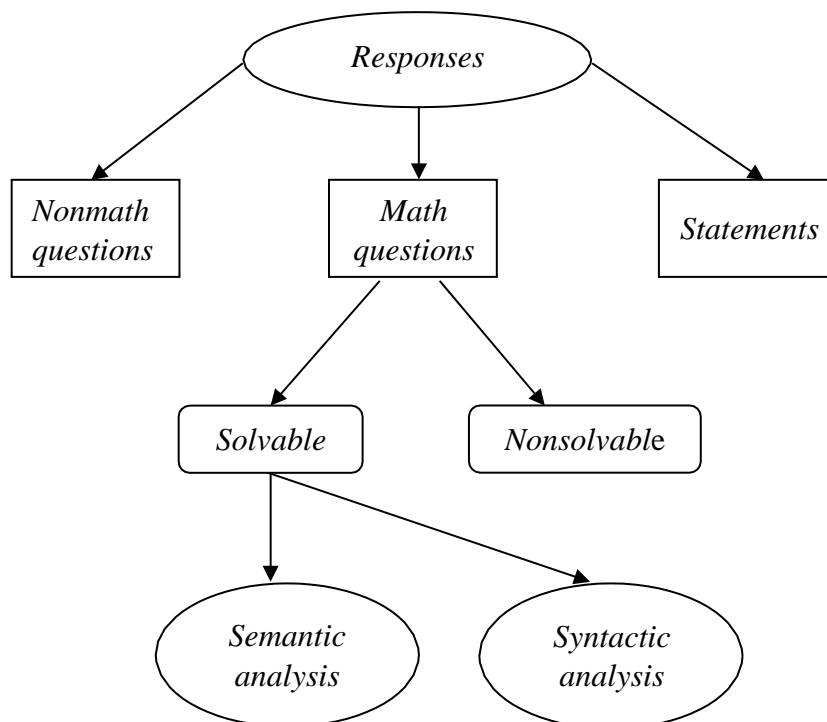 Responses
Nonmath
questions
Math
questions
Statements
Solvable
Nonsolvable
Semantic
analysis
Syntactic
analysis